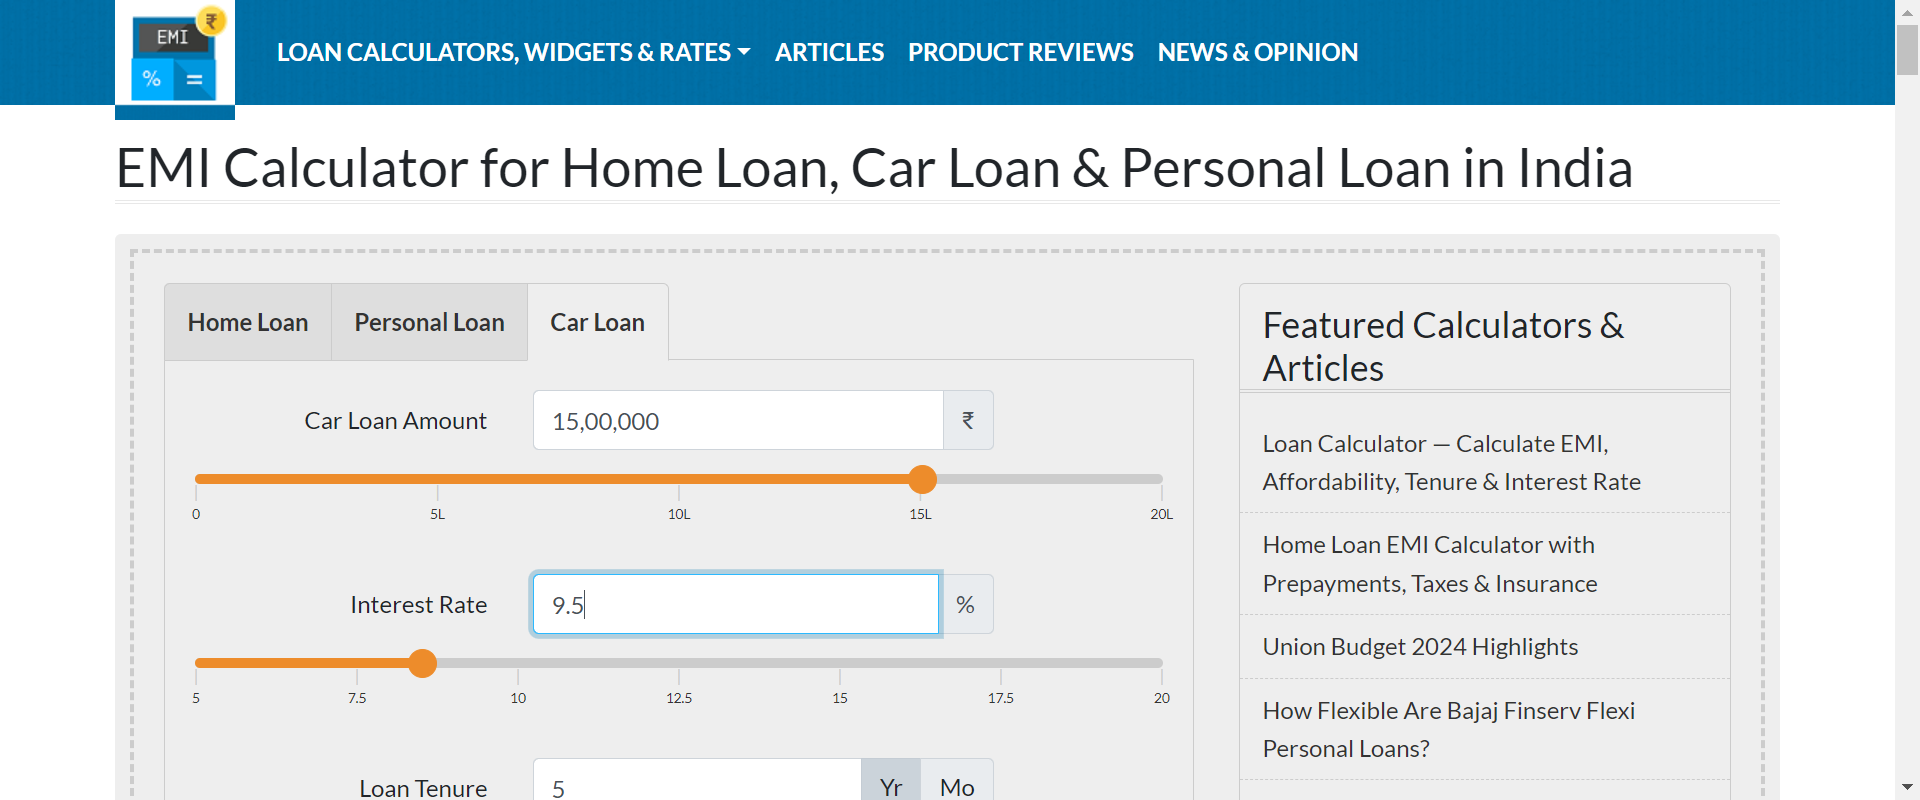 EMI
₹
%
=
LOAN CALCULATORS, WIDGETS & RATES
ARTICLES
PRODUCT REVIEWS
NEWS & OPINION
EMI Calculator for Home Loan, Car Loan & Personal Loan in India
Home Loan
Personal Loan
Car Loan
Car Loan Amount
15,00,000
₹
0
5L
10L
15L
20L
Interest Rate
9.5
%
5
7.5
10
12.5
15
17.5
20
Loan Tenure
5
Yr
Mo
Featured Calculators &
Articles
Loan Calculator — Calculate EMI,
Affordability, Tenure & Interest Rate
Home Loan EMI Calculator with
Prepayments, Taxes & Insurance
Union Budget 2024 Highlights
How Flexible Are Bajaj Finserv Flexi
Personal Loans?